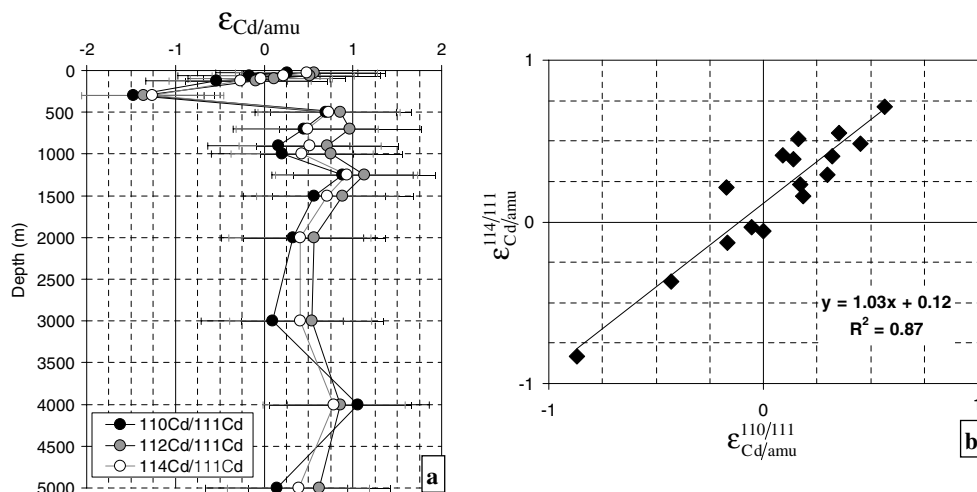 εCd/amu
-2 -1 0 1 2
0
500
1000
1500
2000
2500
3000
3500
4000
4500
5000
Depth (m)
110Cd/111Cd
112Cd/111Cd
114Cd/111Cd
a
1
0
-1
ε114/111Cd/amu
y = 1.03x + 0.12
R² = 0.87
-1 0 1
ε110/111Cd/amu
b